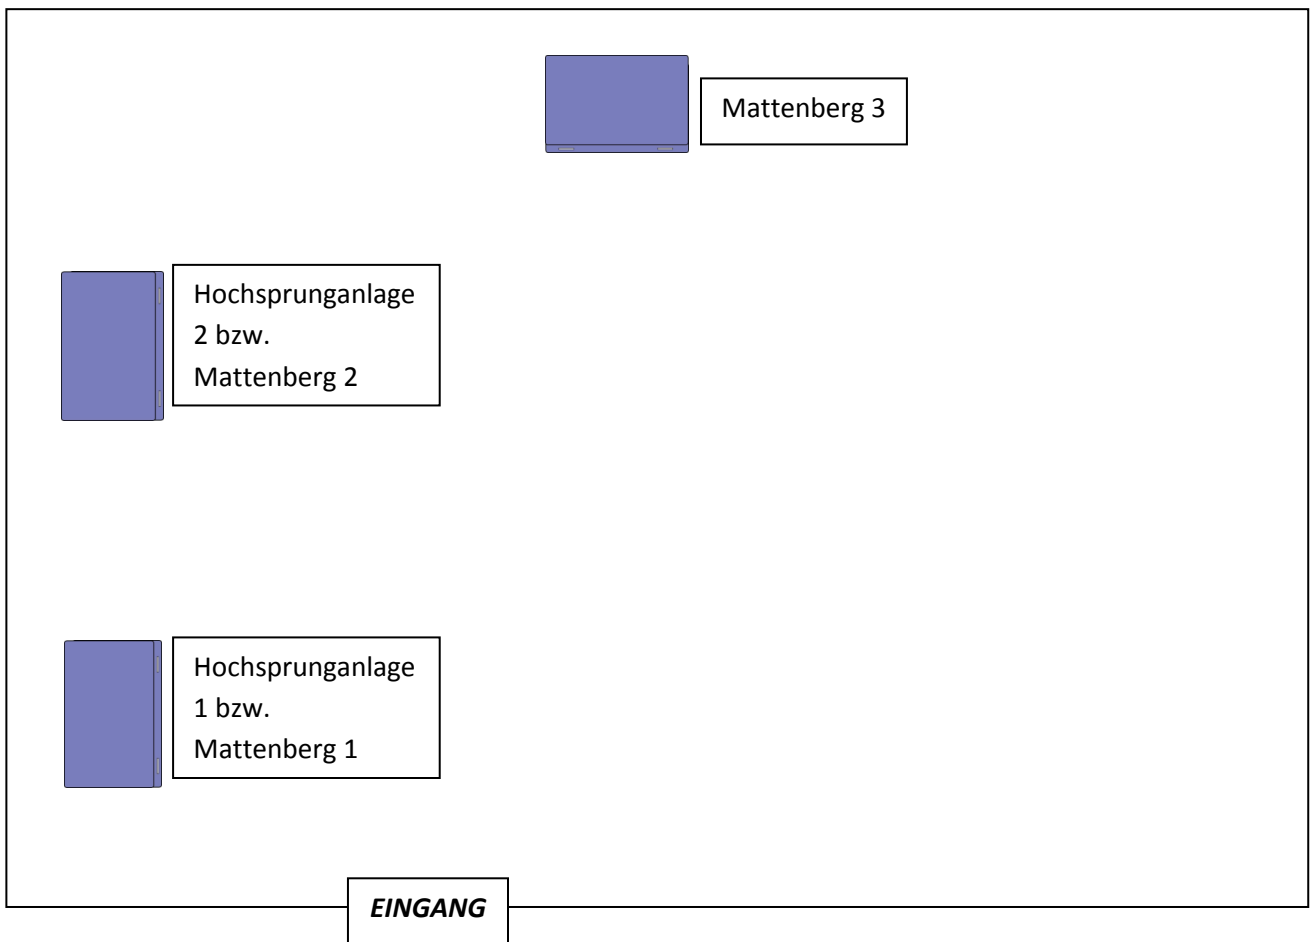 Mattenberg 3
Hochsprunganlage
2 bzw.
Mattenberg 2
Hochsprunganlage
1 bzw.
Mattenberg 1
EINGANG